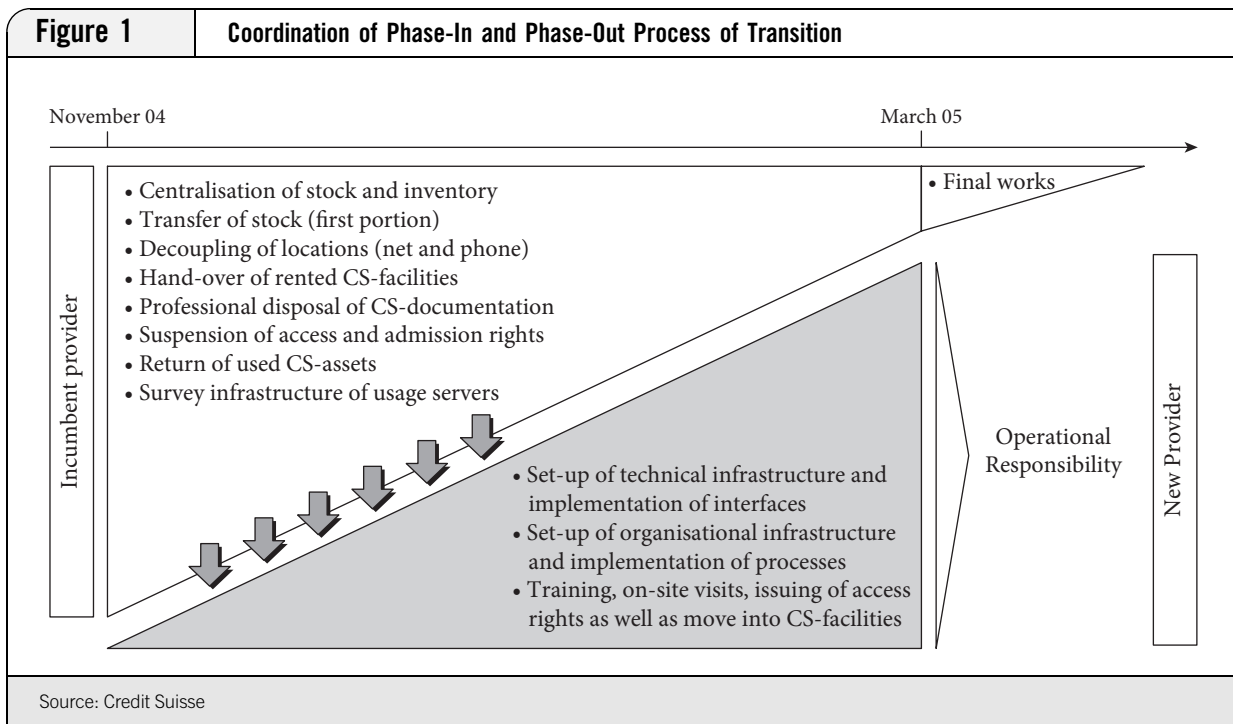 Figure 1
Coordination of Phase-In and Phase-Out Process of Transition
November 04
March 05
Incumbent provider
• Centralisation of stock and inventory
• Transfer of stock (first portion)
• Decoupling of locations (net and phone)
• Hand-over of rented CS-facilities
• Professional disposal of CS-documentation
• Suspension of access and admission rights
• Return of used CS-assets
• Survey infrastructure of usage servers
• Final works
• Set-up of technical infrastructure and
implementation of interfaces
• Set-up of organisational infrastructure
and implementation of processes
• Training, on-site visits, issuing of access
rights as well as move into CS-facilities
Operational
Responsibility
New Provider
Source: Credit Suisse